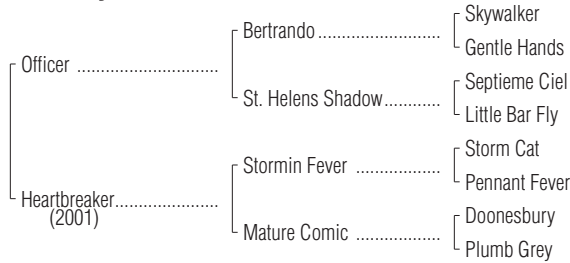 Skywalker
Bertrando ............................
Gentle Hands
Officer ................................
Septieme Ciel
St. Helens Shadow............
Little Bar Fly
Storm Cat
Stormin Fever ...................
Pennant Fever
Heartbreaker.......................
(2001)
Doonesbury
Mature Comic ....................
Plumb Grey